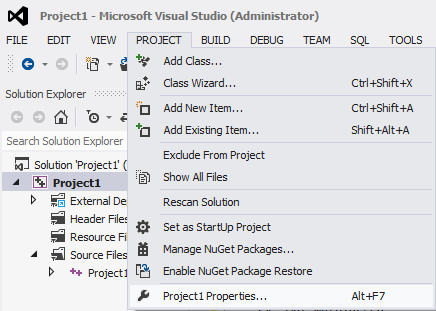 Project1 - Microsoft Visual Studio (Administrator)
FILE EDIT VIEW PROJECT BUILD DEBUG TEAM SQL TOOLS
Add Class...
Solution Explorer
Class Wizard... Ctrl+Shift+X
Add New Item... Ctrl+Shift+A
Search Solution Explorer
Add Existing Item... Shift+Alt+A
Solution 'Project1' (
Exclude From Project
Project1
Show All Files
External De
Rescan Solution
Header Files
Set as StartUp Project
Resource Fil
Manage NuGet Packages...
Source Files
Enable NuGet Package Restore
Project1
Project1 Properties... Alt+F7